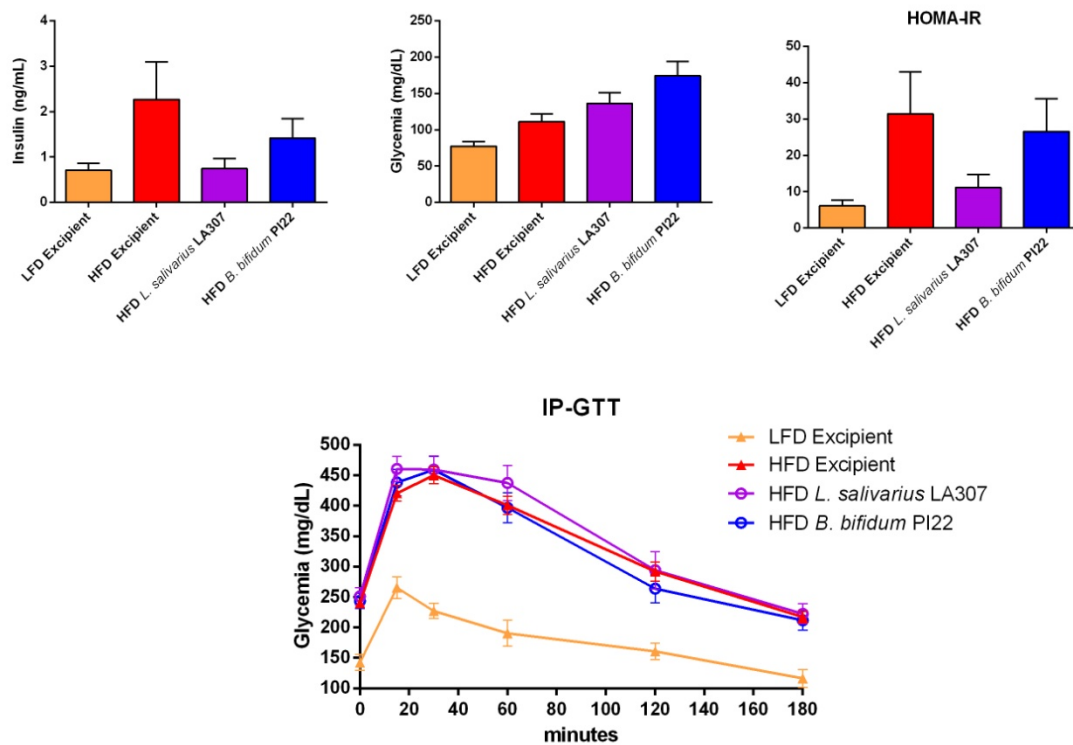 Insulin (ng/mL)
4
3
2
1
0
LFD Excipient
HFD Excipient
HFD L. salivarius LA307
HFD B. bifidum PI22
Glycemia (mg/dL)
250
200
150
100
50
0
LFD Excipient
HFD Excipient
HFD L. salivarius LA307
HFD B. bifidum PI22
HOMA-IR
50
40
30
20
10
0
LFD Excipient
HFD Excipient
HFD L. salivarius LA307
HFD B. bifidum PI22
IP-GTT
Glycemia (mg/dL)
500
450
400
350
300
250
200
150
100
0 20 40 60 80 100 120 140 160 180
minutes
LFD Excipient
HFD Excipient
HFD L. salivarius LA307
HFD B. bifidum PI22